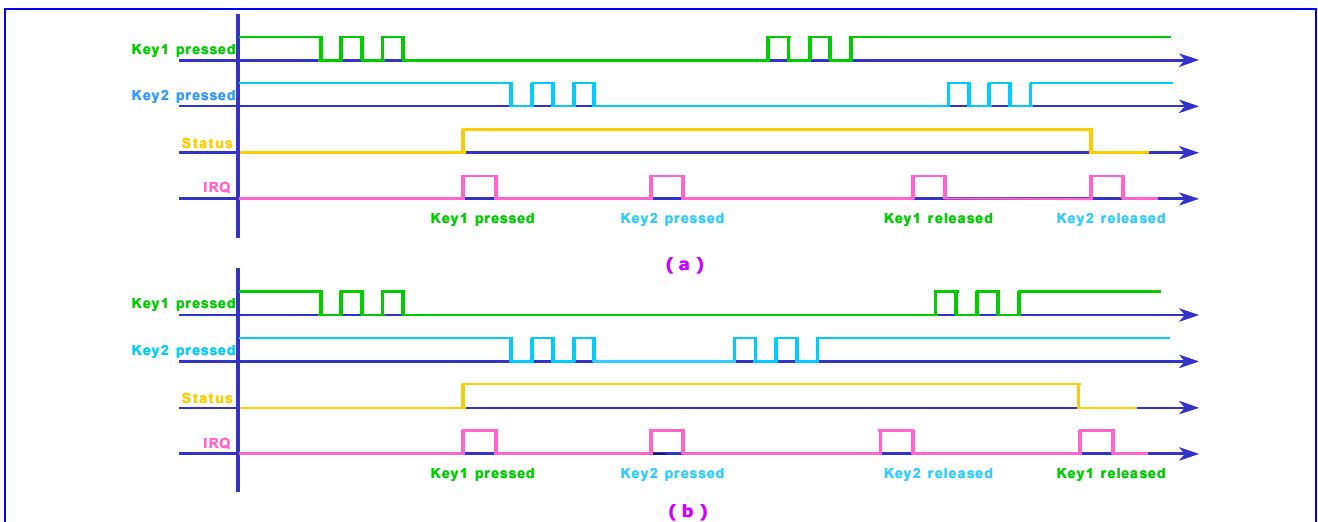 Key1 pressed
Key2 pressed
Status
IRQ
Key1 pressed Key2 pressed Key1 released Key2 released
(a)
Key1 pressed
Key2 pressed
Status
IRQ
Key1 pressed Key2 pressed Key2 released Key1 released
(b)